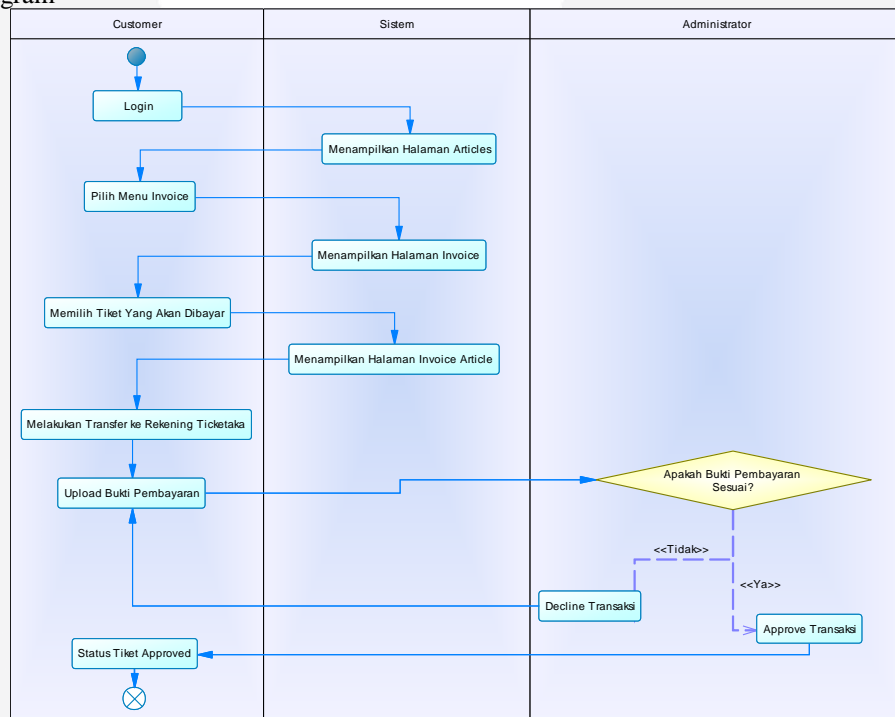 gram
Customer
Sistem
Administrator
Login
Menampilkan Halaman Articles
Pilih Menu Invoice
Menampilkan Halaman Invoice
Memilih Tiket Yang Akan Dibayar
Menampilkan Halaman Invoice Article
Melakukan Transfer ke Rekening Ticketaka
Upload Bukti Pembayaran
Apakah Bukti Pembayaran
Sesuai?
<<Tidak>>
<<Ya>>
Decline Transaksi
Approve Transaksi
Status Tiket Approved